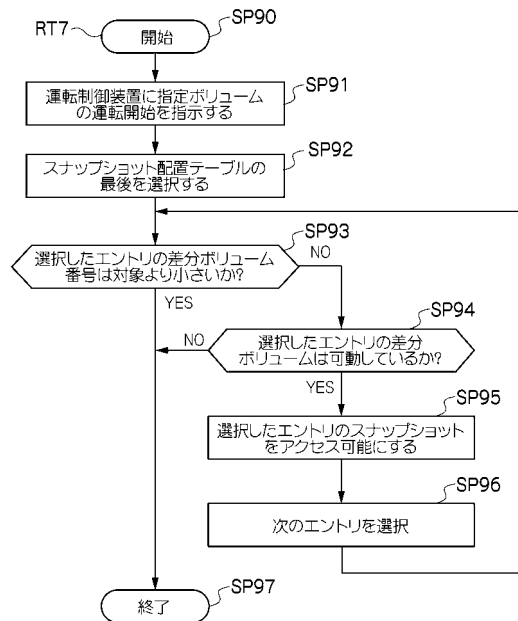 RT7
開始
SP90
運転制御装置に指定ボリューム
の運転開始を指示する
SP91
スナップショット配置テーブルの
最後を選択する
SP92
選択したエントリの差分ボリューム
番号は対象より小さいか?
SP93
NO
YES
選択したエントリの差分
ボリュームは可動しているか?
SP94
NO
YES
選択したエントリのスナップショット
をアクセス可能にする
SP95
次のエントリを選択
SP96
終了
SP97